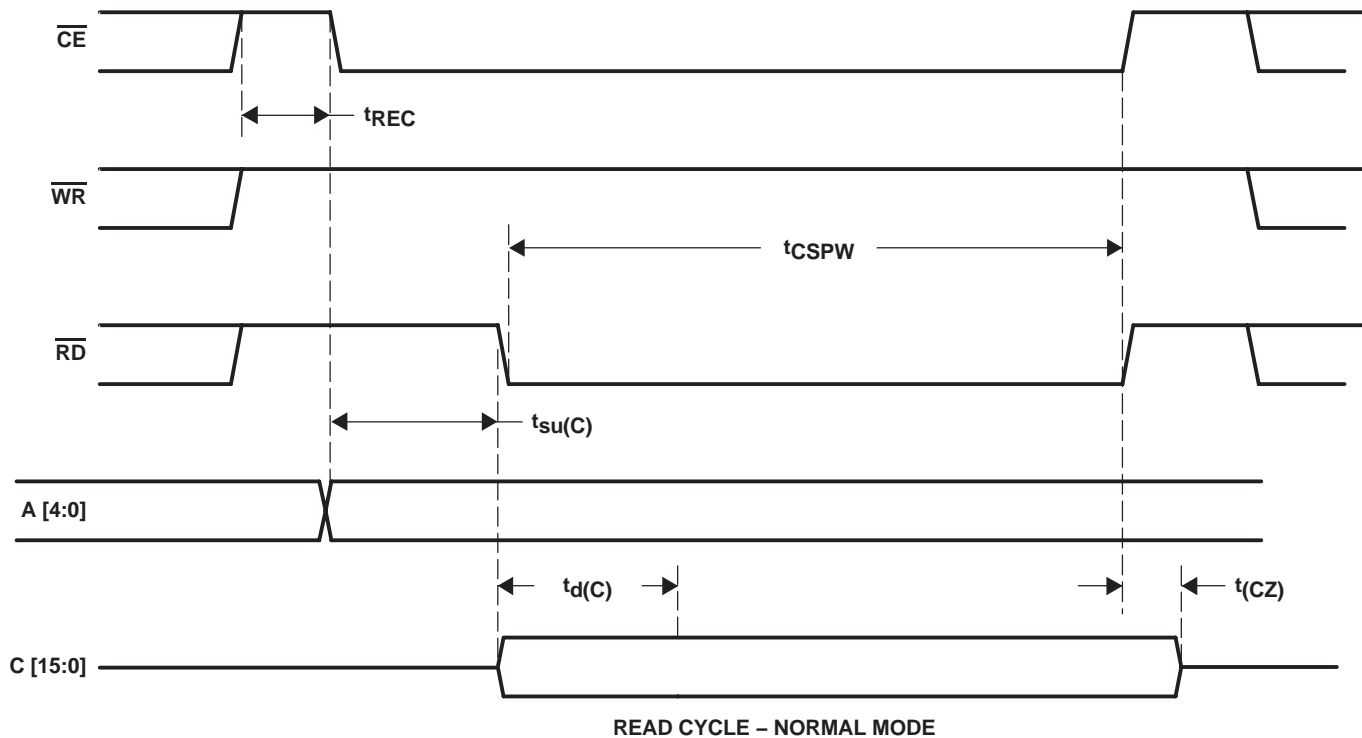 CE
tREC
WR
tCSPW
RD
tsu(C)
A [4:0]
td(C)
t(CZ)
C [15:0]
READ CYCLE – NORMAL MODE